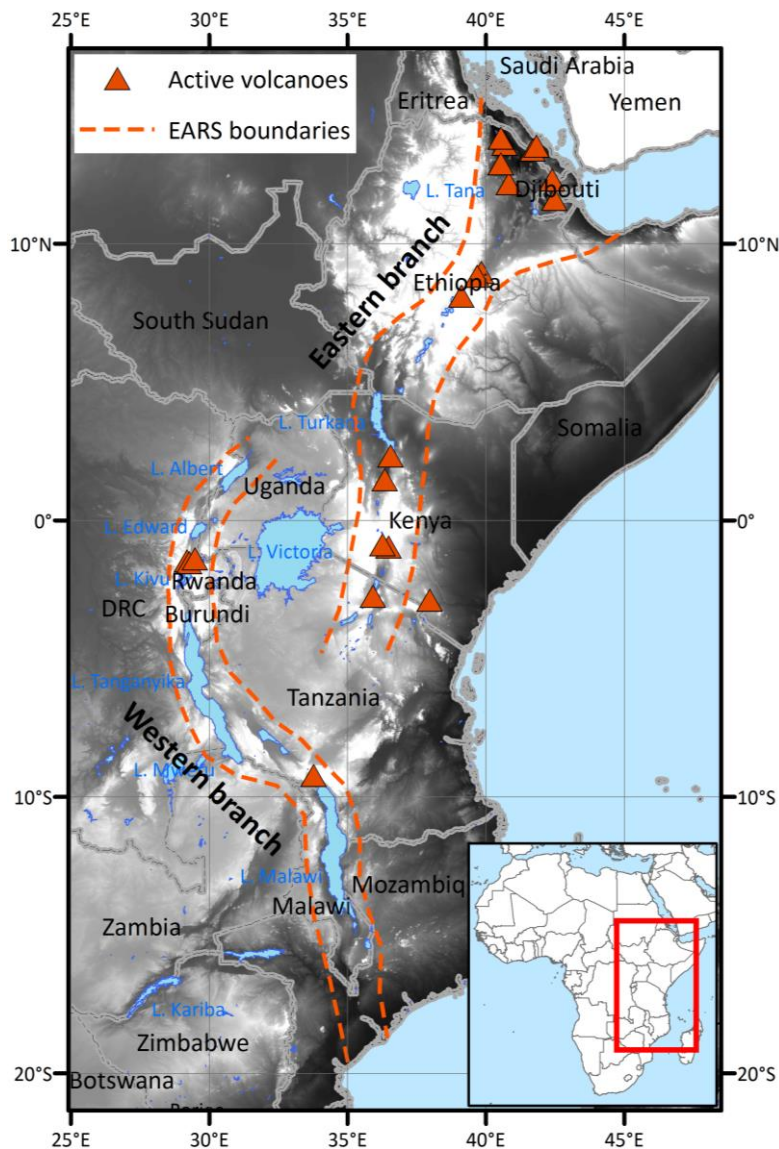 25°E 30°E 35°E 40°E 45°E
Active volcanoes
EARS boundaries
Saudi Arabia
Eritrea
Yemen
L. Tana
Djibouti
10°N
10°N
Eastern branch
Ethiopia
South Sudan
L. Turkana
Somalia
L. Albert
Uganda
0°
L. Edward
Kenya
0°
L. Victoria
L. Kivu
Rwanda
DRC
Burundi
L. Tanganyika
Tanzania
Western branch
10°S
10°S
L. Malawi
Mozambiq
Malawi
Zambia
L. Kariba
Zimbabwe
20°S
20°S
Botswana
25°E 30°E 35°E 40°E 45°E